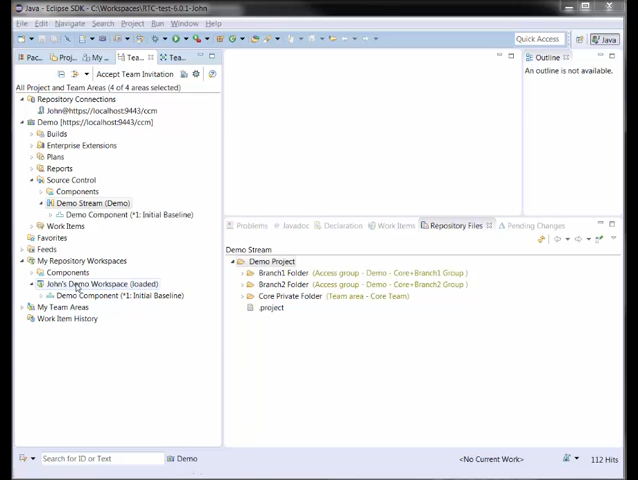 Java - Eclipse SDK - C:\Workspaces\RTC-test-6.0.1-John
File Edit Navigate Search Project Run Window Help
Quick Access Java
Pac... Proj... My ... Tea... Tea...
Outline
Accept Team Invitation
An outline is not available.
All Project and Team Areas (4 of 4 areas selected)
Repository Connections
John@https://localhost:9443/ccm
Demo [https://localhost:9443/ccm]
Builds
Enterprise Extensions
Plans
Reports
Source Control
Components
Demo Stream (Demo)
Demo Component (*1: Initial Baseline)
Work Items
Favorites
Feeds
My Repository Workspaces
Components
John's Demo Workspace (loaded)
Demo Component (*1: Initial Baseline)
My Team Areas
Work Item History
Problems Javadoc Declaration Work Items Repository Files Pending Changes
Demo Stream
Demo Project
Branch1 Folder (Access group - Demo - Core+Branch1 Group)
Branch2 Folder (Access group - Demo - Core+Branch2 Group)
Core Private Folder (Team area - Core Team)
.project
Search for ID or Text Demo <No Current Work> 112 Hits